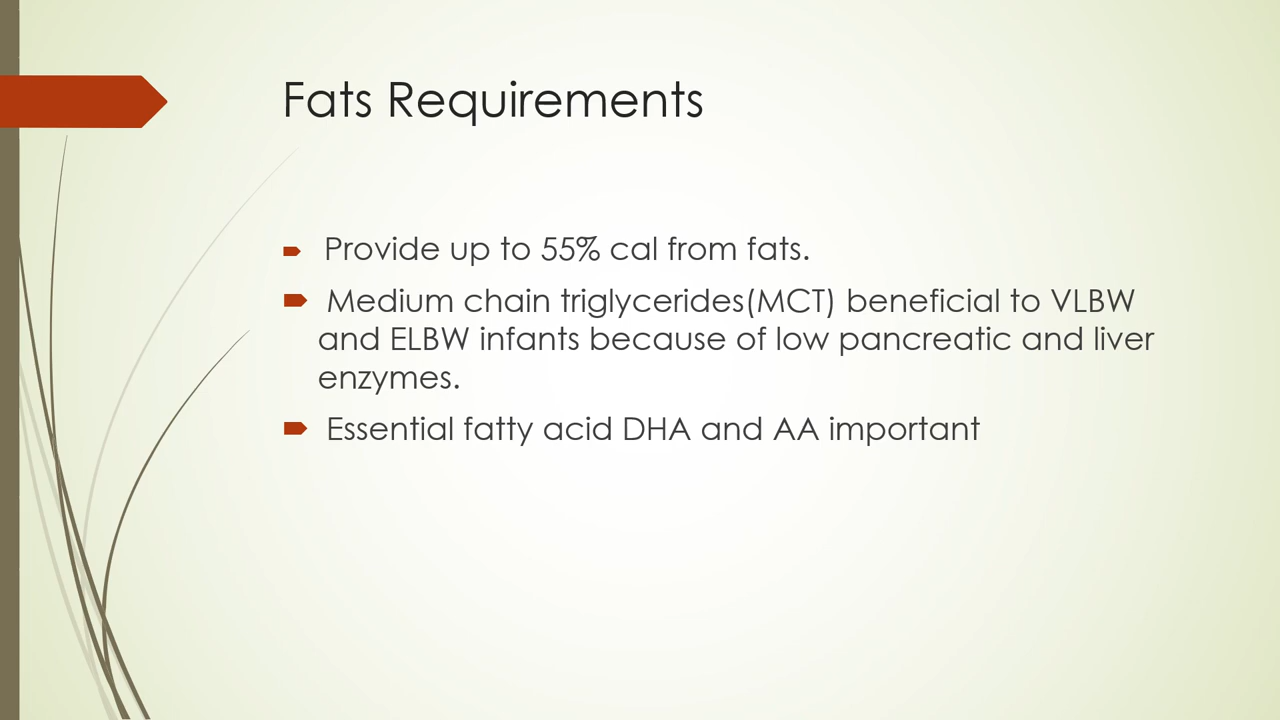 Fats Requirements
Provide up to 55% cal from fats.
Medium chain triglycerides(MCT) beneficial to VLBW
and ELBW infants because of low pancreatic and liver
enzymes.
Essential fatty acid DHA and AA important